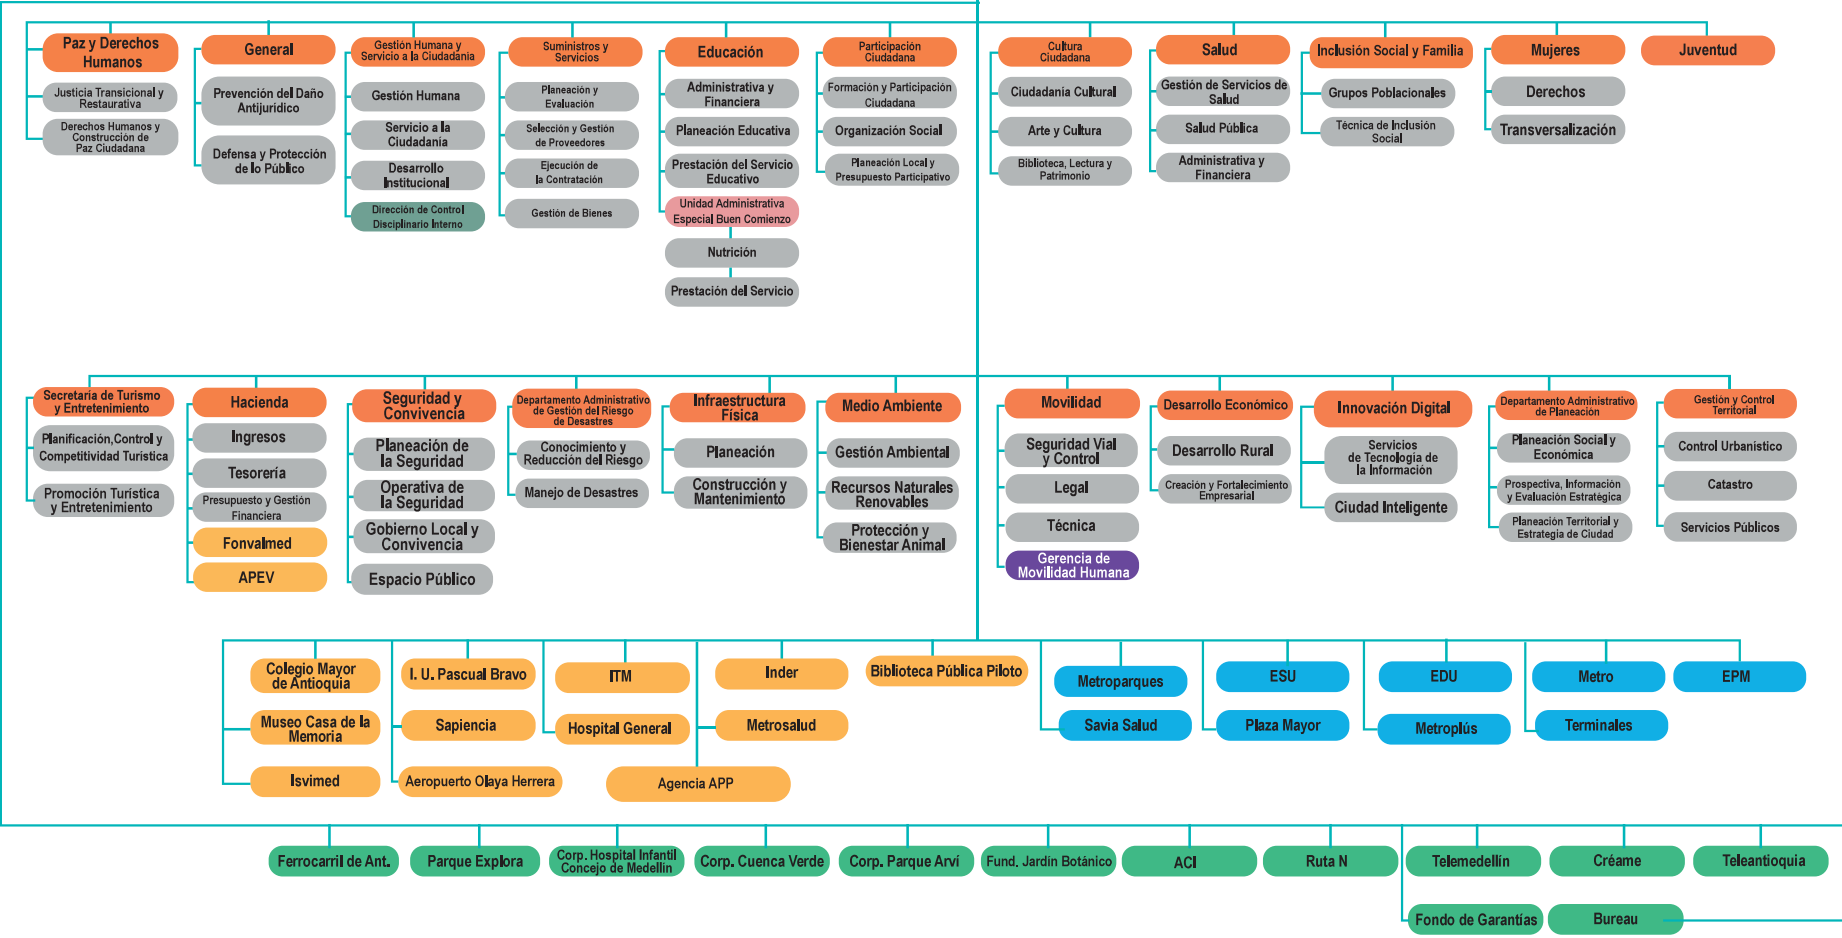 Paz y Derechos
Humanos
Justicia Transicional y
Restaurativa
Derechos Humanos y
Construcción de
Paz Ciudadana
General
Prevención del Daño
Antijurídico
Defensa y Protección
de lo Público
Gestión Humana y
Servicio a la Ciudadanía
Gestión Humana
Servicio a la
Ciudadanía
Desarrollo
Institucional
Dirección de Control
Disciplinario Interno
Suministros y
Servicios
Planeación y
Evaluación
Selección y Gestión
de Proveedores
Ejecución de
la Contratación
Gestión de Bienes
Educación
Administrativa y
Financiera
Planeación Educativa
Prestación del Servicio
Educativo
Unidad Administrativa
Especial Buen Comienzo
Nutrición
Prestación del Servicio
Participación
Ciudadana
Formación y Participación
Ciudadana
Organización Social
Planeación Local y
Presupuesto Participativo
Cultura
Ciudadana
Ciudadanía Cultural
Arte y Cultura
Biblioteca, Lectura y
Patrimonio
Salud
Gestión de Servicios de
Salud
Salud Pública
Administrativa y
Financiera
Inclusión Social y Familia
Grupos Poblacionales
Técnica de Inclusión
Social
Mujeres
Derechos
Transversalización
Juventud
Secretaría de Turismo
y Entretenimiento
Planificación,Control y
Competitividad Turística
Promoción Turística
y Entretenimiento
Hacienda
Ingresos
Tesorería
Presupuesto y Gestión
Financiera
Fonvalmed
APEV
Seguridad y
Convivencia
Planeación de
la Seguridad
Operativa de
la Seguridad
Gobierno Local y
Convivencia
Espacio Público
Departamento Administrativo
de Gestión del Riesgo
de Desastres
Conocimiento y
Reducción del Riesgo
Manejo de Desastres
Infraestructura
Física
Planeación
Construcción y
Mantenimiento
Medio Ambiente
Gestión Ambiental
Recursos Naturales
Renovables
Protección y
Bienestar Animal
Movilidad
Seguridad Vial
y Control
Legal
Técnica
Gerencia de
Movilidad Humana
Desarrollo Económico
Desarrollo Rural
Creación y Fortalecimiento
Empresarial
Innovación Digital
Servicios
de Tecnología de
la Información
Ciudad Inteligente
Departamento Administrativo
de Planeación
Planeación Social y
Económica
Prospectiva, Información
y Evaluación Estratégica
Planeación Territorial y
Estrategia de Ciudad
Gestión y Control
Territorial
Control Urbanístico
Catastro
Servicios Públicos
Colegio Mayor
de Antioquia
Museo Casa de la
Memoria
Isvimed
I. U. Pascual Bravo
Sapiencia
Aeropuerto Olaya Herrera
ITM
Hospital General
Inder
Metrosalud
Agencia APP
Biblioteca Pública Piloto
Metroparques
Savia Salud
ESU
Plaza Mayor
EDU
Metroplús
Metro
Terminales
EPM
Ferrocarril de Ant.
Parque Explora
Corp. Hospital Infantil
Concejo de Medellín
Corp. Cuenca Verde
Corp. Parque Arví
Fund. Jardín Botánico
ACI
Ruta N
Telemedellín
Créame
Teleantioquia
Fondo de Garantías
Bureau